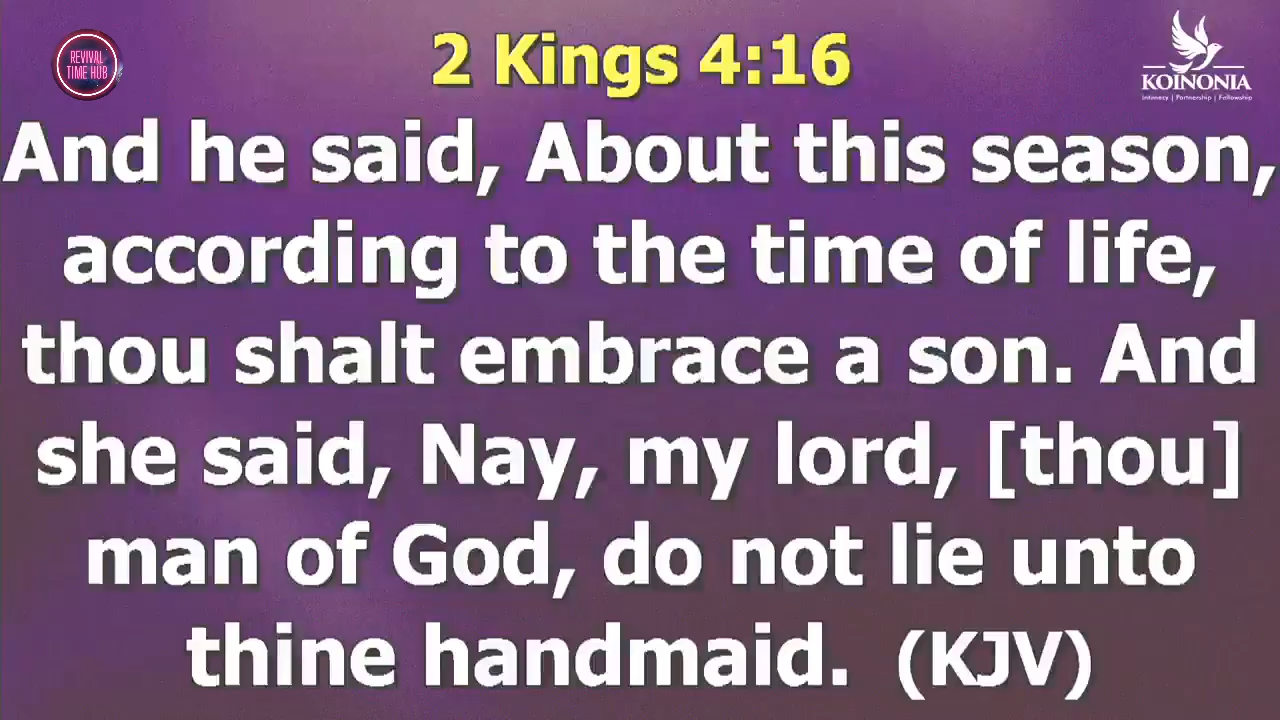 REVIVAL
TIME HUB
2 Kings 4:16
KOINONIA
Intimacy | Partnership | Fellowship
And he said, About this season,
according to the time of life,
thou shalt embrace a son. And
she said, Nay, my lord, [thou]
man of God, do not lie unto
thine handmaid. (KJV)